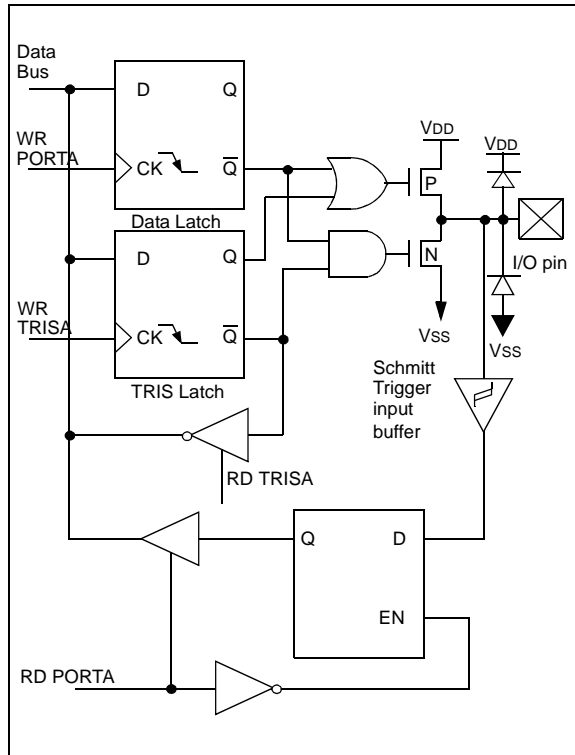 Data
Bus
D Q
WR
PORTA
CK Q̅
VDD
VDD
P
Data Latch
D Q
N
I/O pin
WR
TRISA
CK Q̅
VSS
VSS
TRIS Latch
Schmitt
Trigger
input
buffer
RD TRISA
Q D
EN
RD PORTA